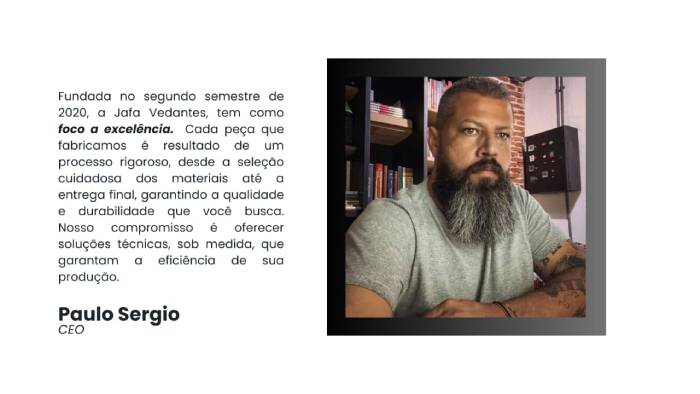 Fundada no segundo semestre de
2020, a Jafa Vedantes, tem como
foco a excelência. Cada peça que
fabricamos é resultado de um
processo rigoroso, desde a seleção
cuidadosa dos materiais até a
entrega final, garantindo a qualidade
e durabilidade que você busca.
Nosso compromisso é oferecer
soluções técnicas, sob medida, que
garantam a eficiência de sua
produção.
Paulo Sergio
CEO